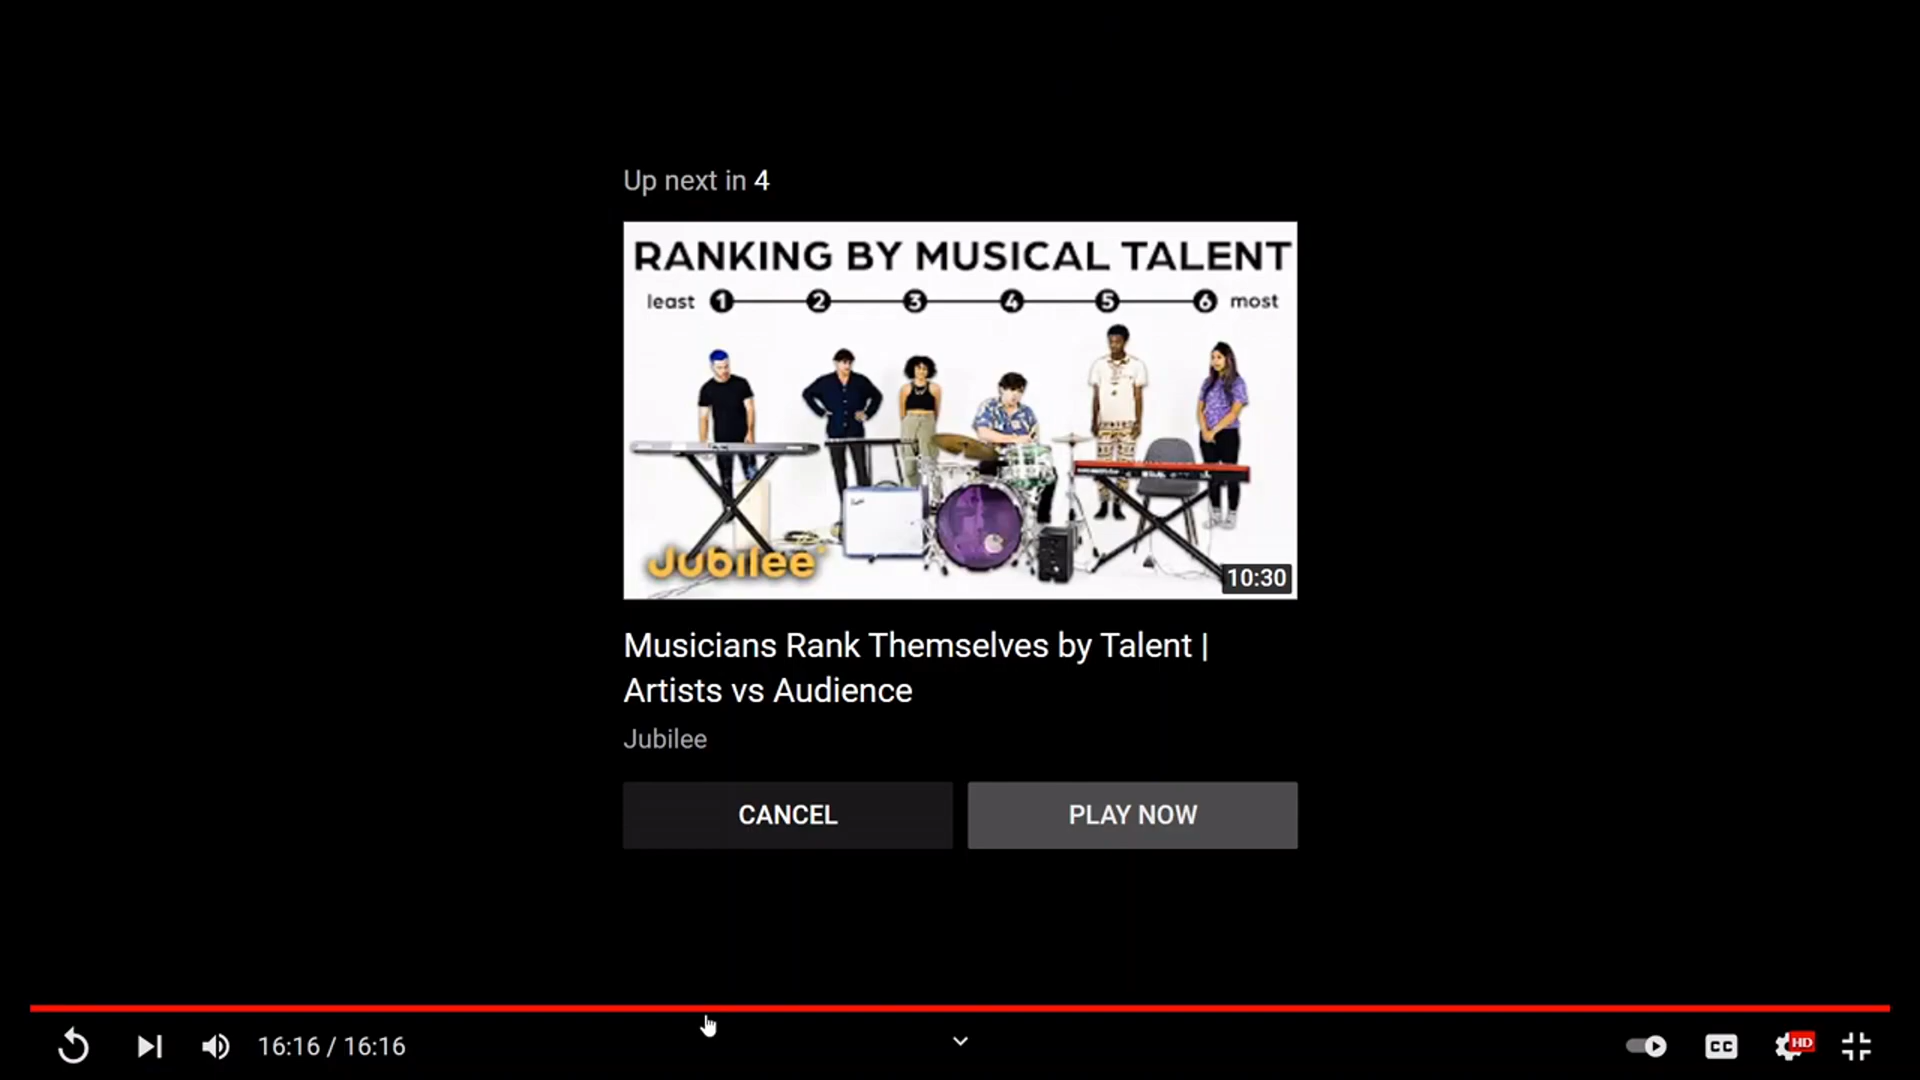 Up next in 4
RANKING BY MUSICAL TALENT
least 1 2 3 4 5 6 most
Jubilee
10:30
Musicians Rank Themselves by Talent |
Artists vs Audience
Jubilee
CANCEL
PLAY NOW
16:16 / 16:16
CC
HD